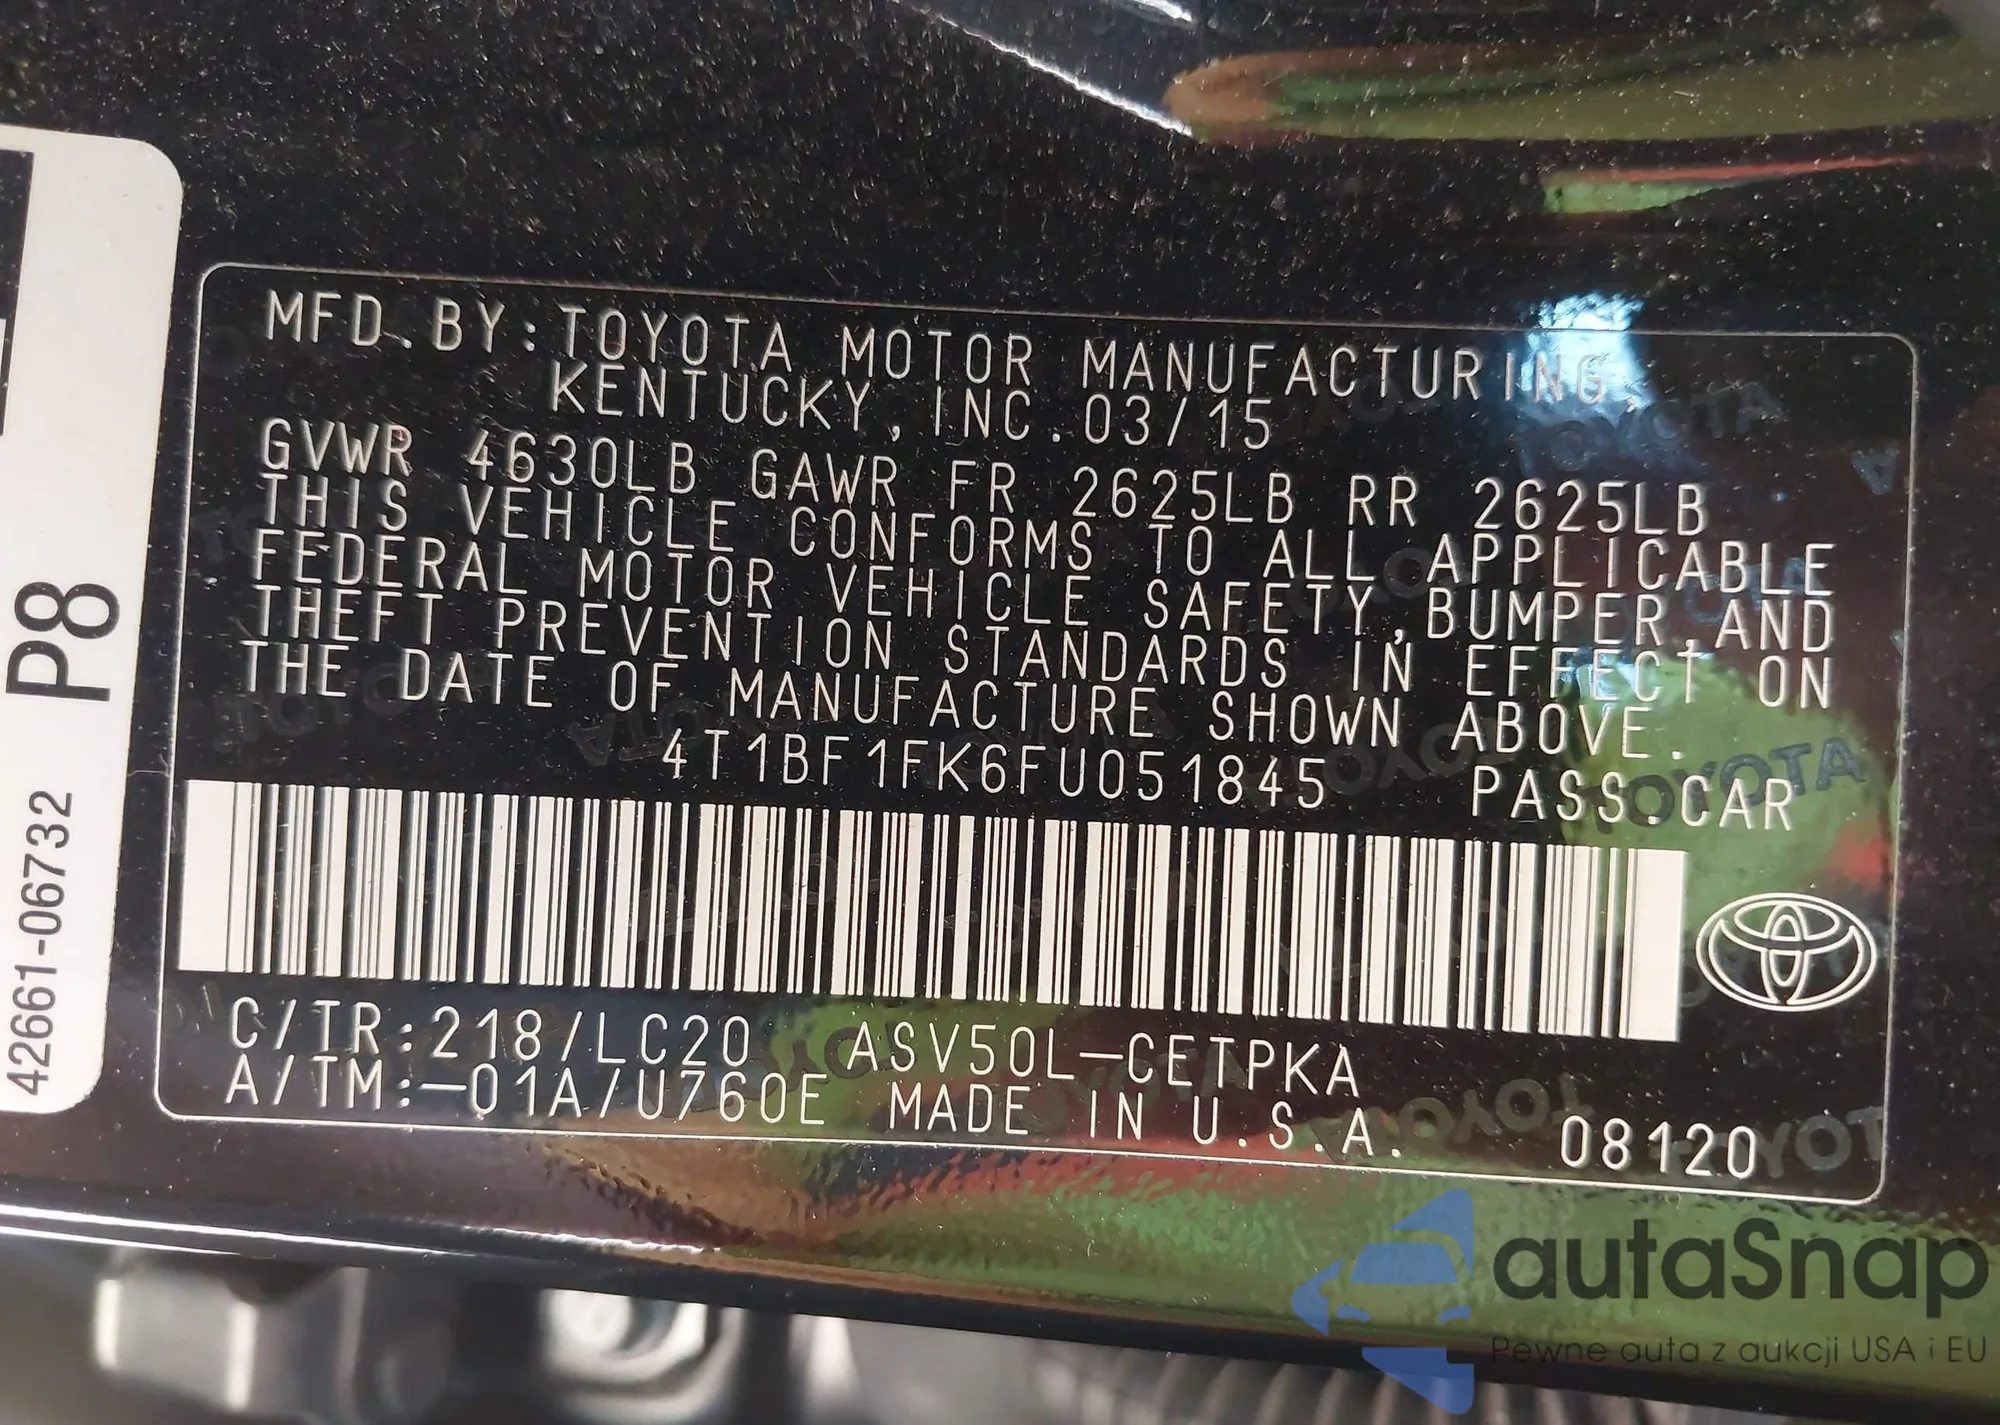 MFD. BY: TOYOTA MOTOR MANUFACTURING,
KENTUCKY, INC. 03/15
GVWR 4630LB GAWR FR 2625LB RR 2625LB
THIS VEHICLE CONFORMS TO ALL APPLICABLE
FEDERAL MOTOR VEHICLE SAFETY, BUMPER, AND
THEFT PREVENTION STANDARDS IN EFFECT ON
THE DATE OF MANUFACTURE SHOWN ABOVE.
4T1BF1FK6FU051845 PASS.CAR
C/TR:218/LC20 ASV50L-CETPKA
A/TM:-01A/U760E MADE IN U.S.A.
08120
P8
42661-06732
autaSnap
Pewne auta z aukcji USA i EU